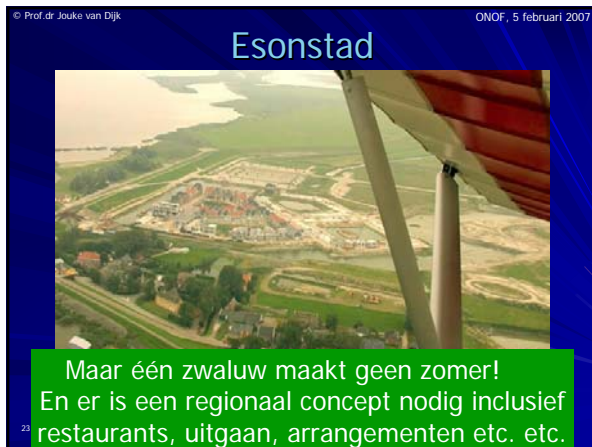 © Prof.dr Jouke van Dijk
ONOF, 5 februari 2007
Esonstad
Maar één zwaluw maakt geen zomer!
En er is een regionaal concept nodig inclusief
restaurants, uitgaan, arrangementen etc. etc.
23